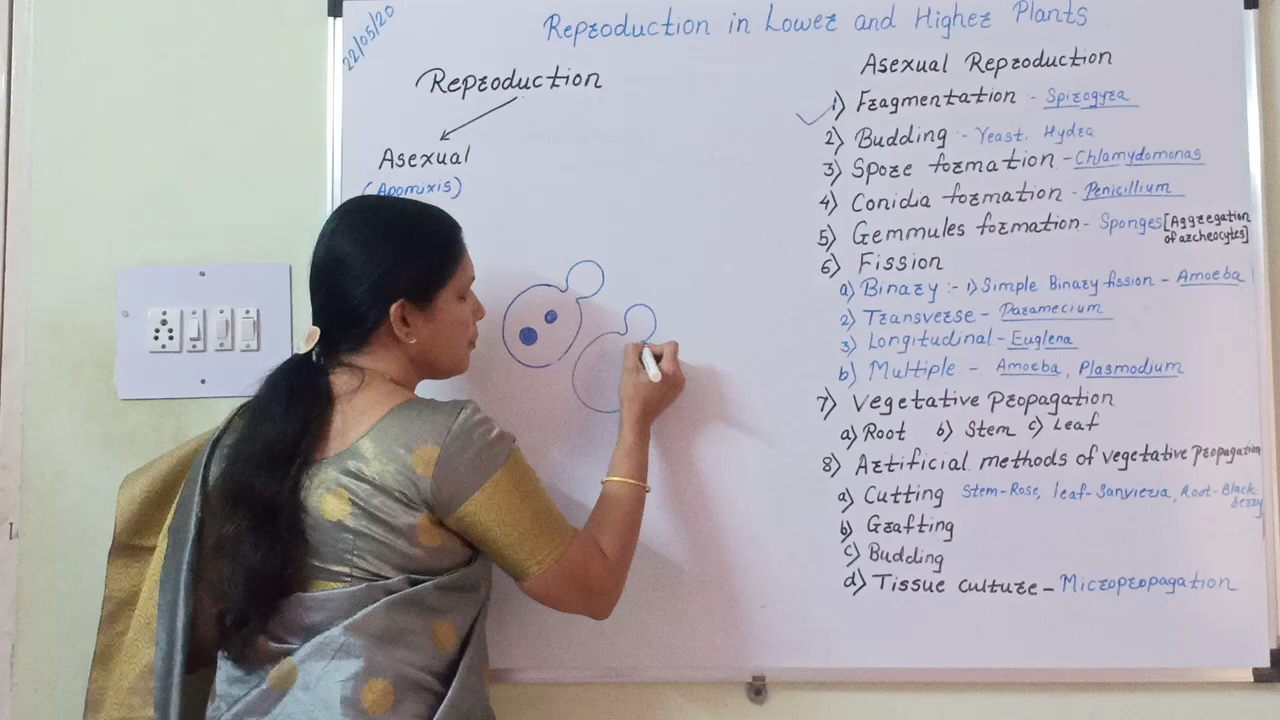 22/05/20
Reproduction in Lower and Higher Plants
Reproduction
Asexual
(Apomixis)
Asexual Reproduction
1) Fragmentation :- Spirogyra
2) Budding :- Yeast, Hydra
3) Spore formation - Chlamydomonas
4) Conidia formation - Penicillium
5) Gemmules formation - Sponges [Aggregation
of archeocytes]
6) Fission
a) Binary :- 1) Simple Binary fission - Amoeba
2) Transverse - Paramecium
3) Longitudinal - Euglena
b) Multiple - Amoeba, Plasmodium
7) Vegetative Propagation
a) Root b) Stem c) Leaf
8) Artificial methods of vegetative propagation
a) Cutting Stem-Rose, leaf-Sanvieria, Root-Black
berry
b) Grafting
c) Budding
d) Tissue culture - Micropropagation